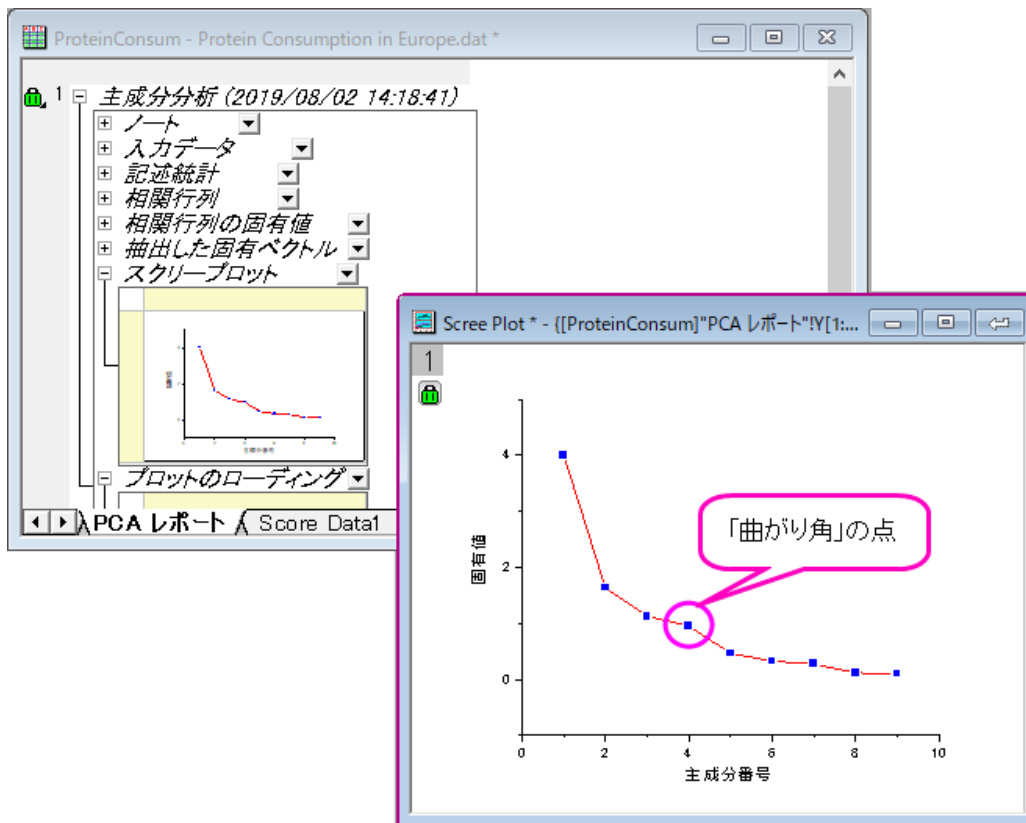 ProteinConsum - Protein Consumption in Europe.dat *
1
主成分分析 (2019/08/02 14:18:41)
ノート
入力データ
記述統計
相関行列
相関行列の固有値
抽出した固有ベクトル
スクリープロット
プロットのローディング
PCA レポート
Score Data1
Scree Plot * - {[ProteinConsum]"PCA レポート"!Y[1:...
1
4
2
0
固有値
「曲がり角」の点
0 2 4 6 8 10
主成分番号